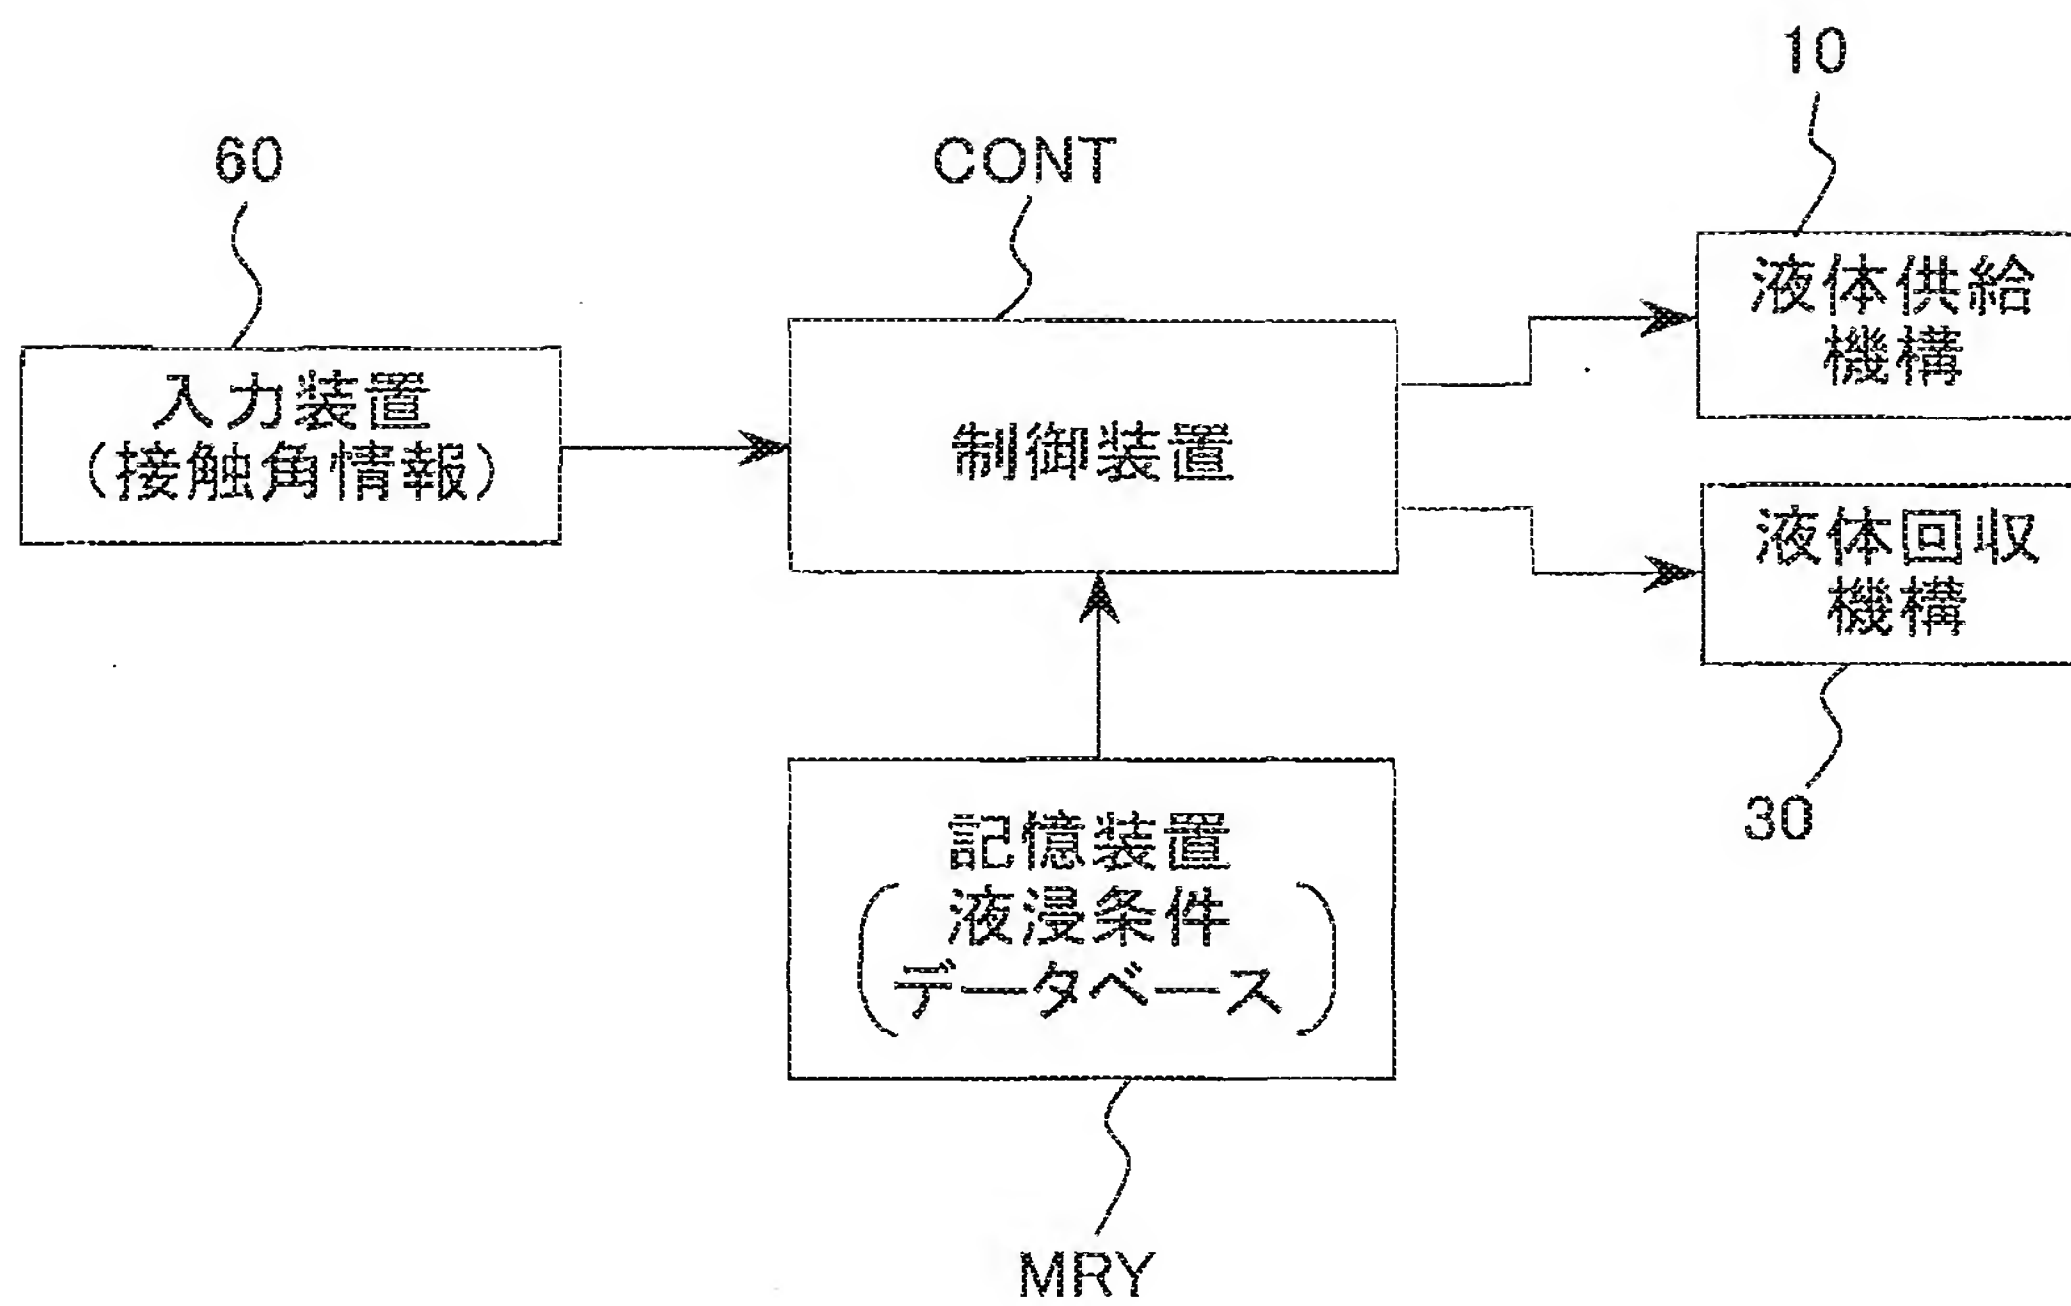 10
60
CONT
液体供給
機構
入力装置
(接触角情報)
制御装置
液体回収
機構
30
記憶装置
液浸条件
データベース
MRY